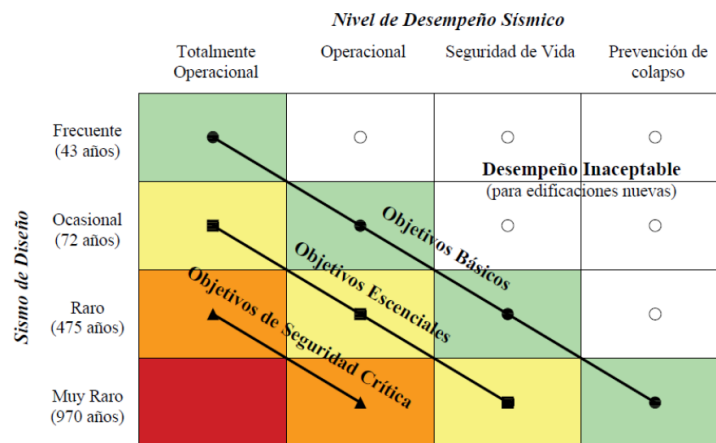 Nivel de Desempeño Sísmico
Totalmente
Operacional
Operacional
Seguridad de Vida
Prevención de
colapso
Sismo de Diseño
Frecuente
(43 años)
Desempeño Inaceptable
(para edificaciones nuevas)
Ocasional
(72 años)
Objetivos Básicos
Objetivos Escenciales
Objetivos de Seguridad Crítica
Raro
(475 años)
Muy Raro
(970 años)